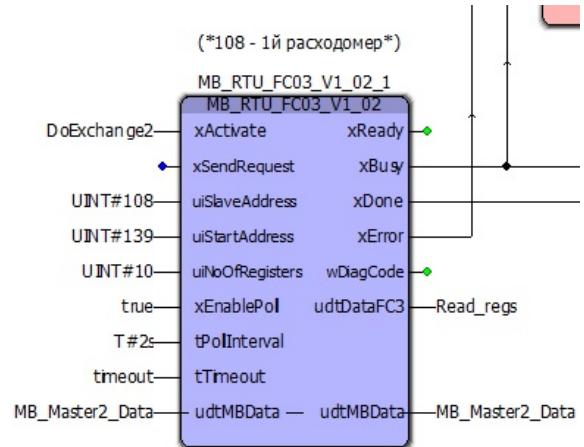 (*108 - 1й расходомер*)
MB_RTU_FC03_V1_02_1
MB_RTU_FC03_V1_02
DoExchange2 xActivate xReady
xSendRequest xBusy
UINT#108 uiSlaveAddress xDone
UINT#139 uiStartAddress xError
UINT#10 uiNoOfRegisters wDiagCode
true xEnablePoll udtDataFC3 Read_regs
T#2s tPollInterval
timeout tTimeout
MB_Master2_Data udtMBData — udtMBData MB_Master2_Data